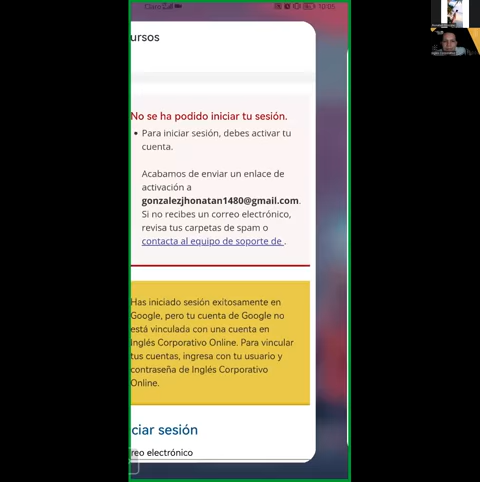 Claro
10:05
ursos
No se ha podido iniciar tu sesión.
Para iniciar sesión, debes activar tu
cuenta.
Acabamos de enviar un enlace de
activación a
gonzalezjhonatan1480@gmail.com.
Si no recibes un correo electrónico,
revisa tus carpetas de spam o
contacta al equipo de soporte de .
Has iniciado sesión exitosamente en
Google, pero tu cuenta de Google no
está vinculada con una cuenta en
Inglés Corporativo Online. Para vincular
tus cuentas, ingresa con tu usuario y
contraseña de Inglés Corporativo
Online.
ciar sesión
reo electrónico